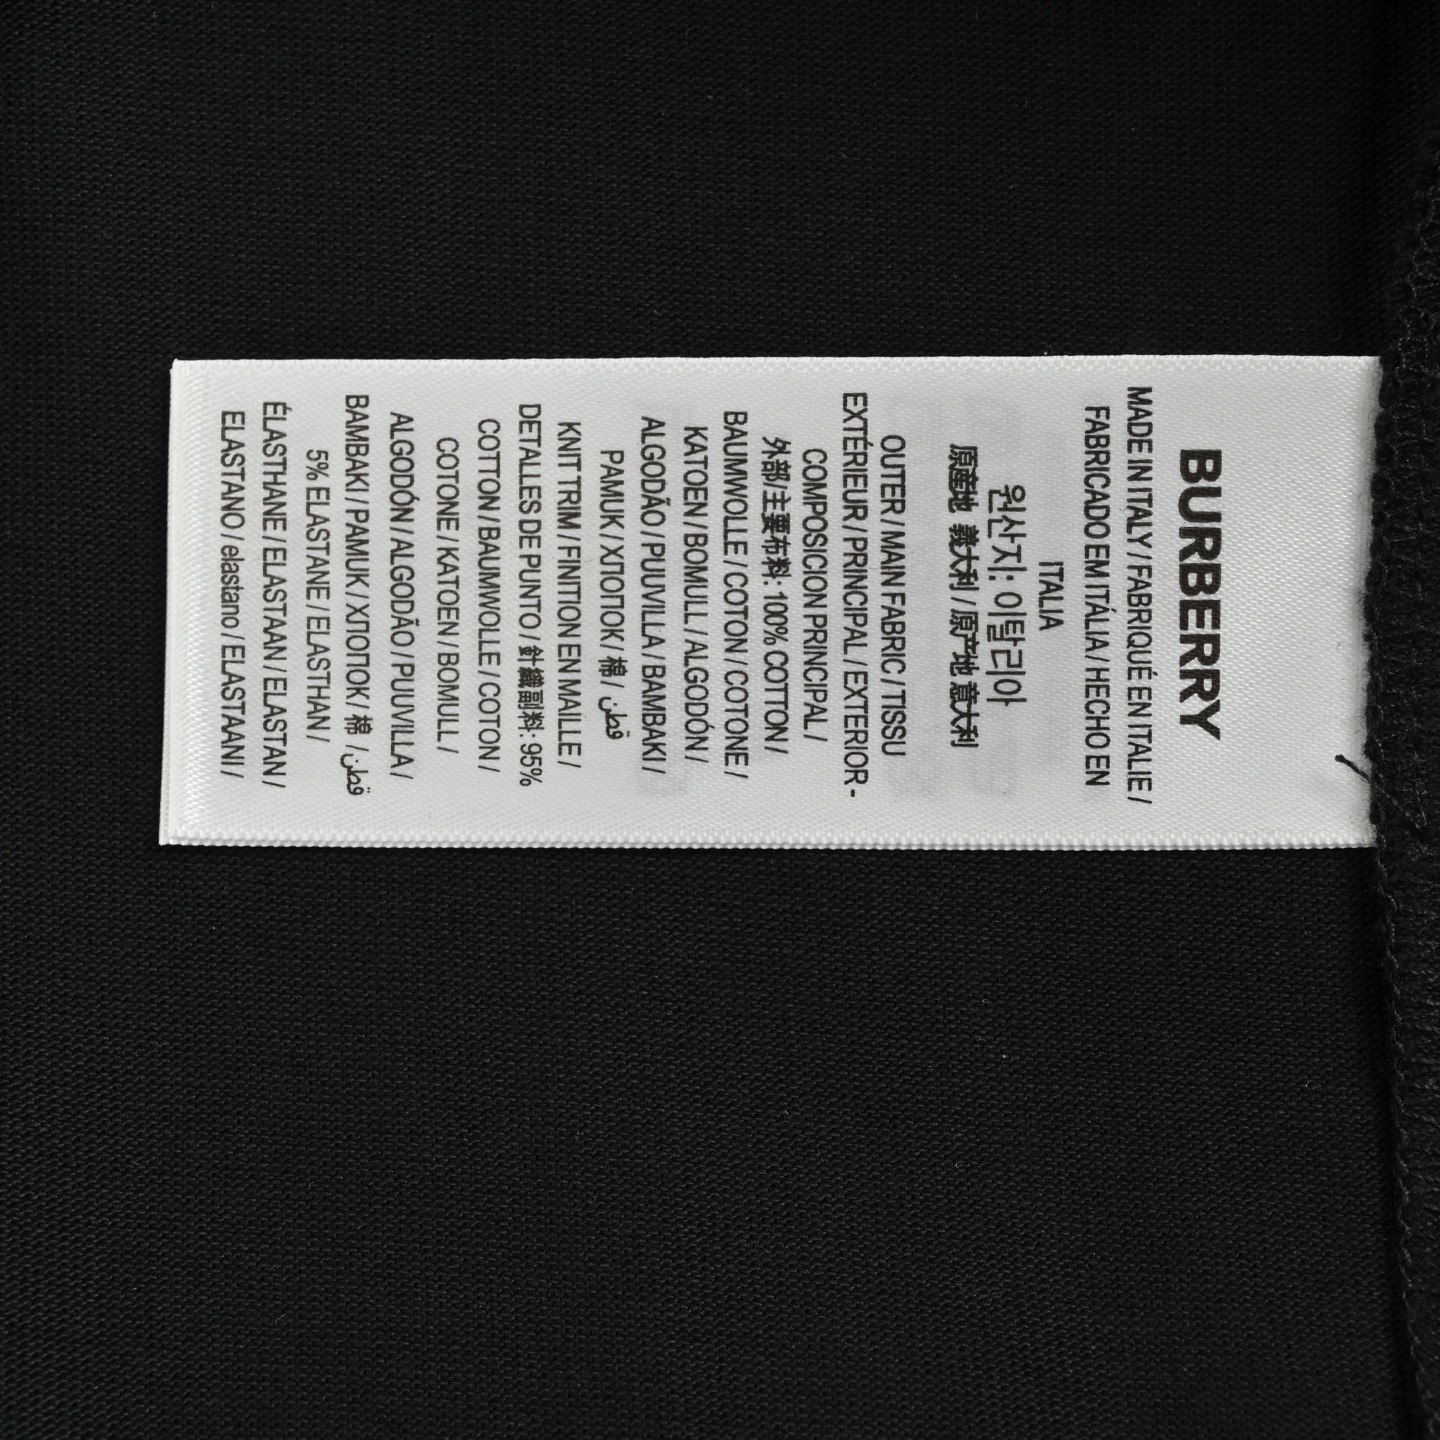 BURBERRY
MADE IN ITALY / FABRIQUÉ EN ITALIE /
FABRICADO EM ITÁLIA / HECHO EN
ITALIA
원산지: 이탈리아
原産地 義大利 / 原产地 意大利
OUTER / MAIN FABRIC / TISSU
EXTÉRIEUR / PRINCIPAL / EXTERIOR -
COMPOSICION PRINCIPAL /
外部/主要布料: 100% COTTON /
BAUMWOLLE / COTON / COTONE /
KATOEN / BOMULL / ALGODÓN /
ALGODÃO / PUUVILLA / BAMBAKI /
PAMUK / ХЛОПОК / 棉 / قطن
KNIT TRIM / FINITION EN MAILLE /
DETALLES DE PUNTO / 針織副料: 95%
COTTON / BAUMWOLLE / COTON /
COTONE / KATOEN / BOMULL /
ALGODÓN / ALGODÃO / PUUVILLA /
BAMBAKI / PAMUK / ХЛОПОК / 棉 / قطن
5% ELASTANE / ELASTHAN /
ÉLASTHANE / ELASTAAN / ELASTAN /
ELASTANO / elastano / ELASTAANI /